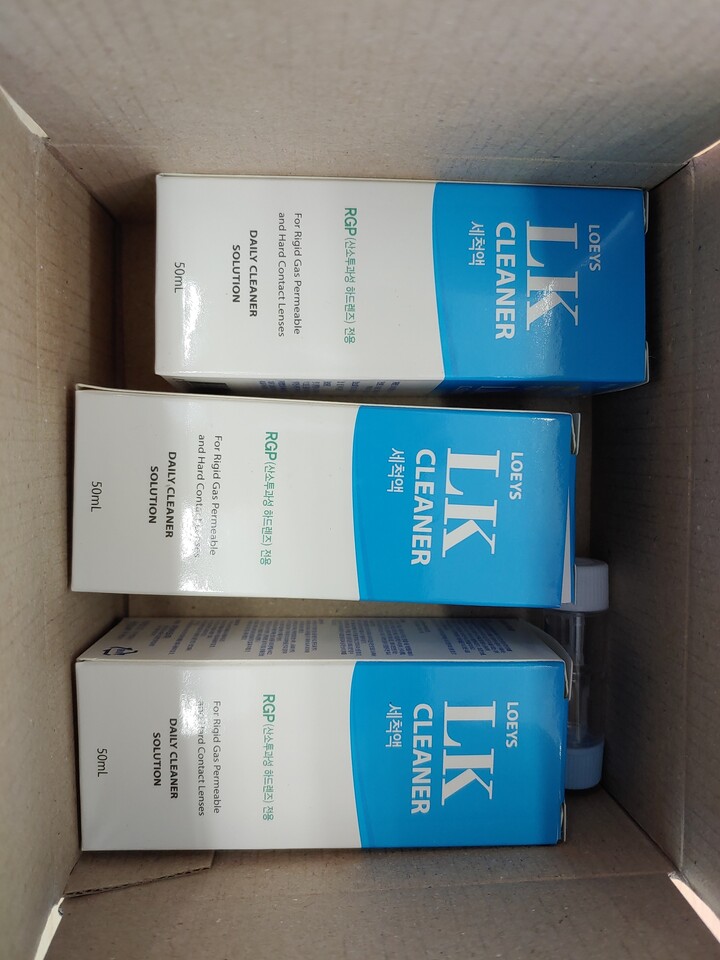 LOEYS
LK
CLEANER
세척액
RGP(산소투과성 하드렌즈) 전용
For Rigid Gas Permeable
and Hard Contact Lenses
DAILY CLEANER
SOLUTION
50mL
LOEYS
LK
CLEANER
세척액
RGP(산소투과성 하드렌즈) 전용
For Rigid Gas Permeable
and Hard Contact Lenses
DAILY CLEANER
SOLUTION
50mL
LOEYS
LK
CLEANER
세척액
RGP(산소투과성 하드렌즈) 전용
For Rigid Gas Permeable
and Hard Contact Lenses
DAILY CLEANER
SOLUTION
50mL